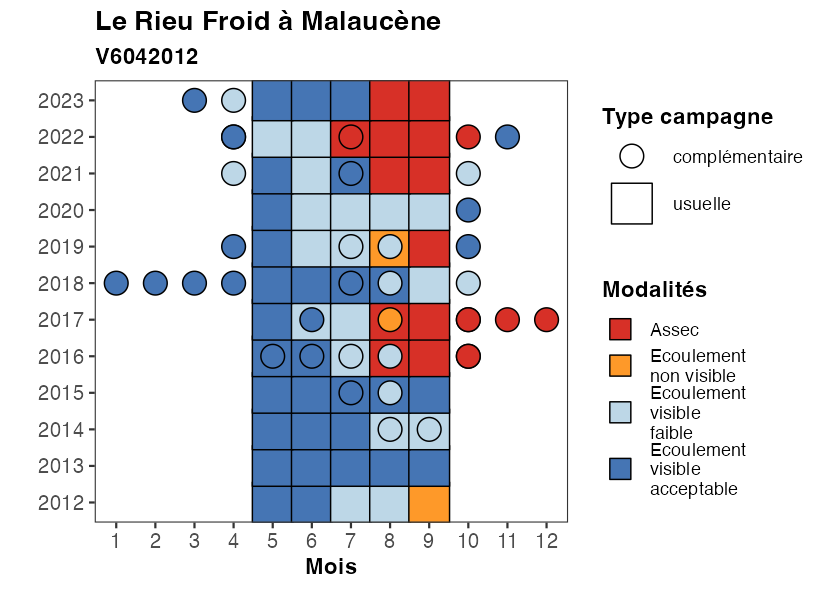 Le Rieu Froid à Malaucène
V6042012
2023
2022
2021
2020
2019
2018
2017
2016
2015
2014
2013
2012
1 2 3 4 5 6 7 8 9 10 11 12
Mois
Type campagne
complémentaire
usuelle
Modalités
Assec
Ecoulement
non visible
Ecoulement
visible
faible
Ecoulement
visible
acceptable